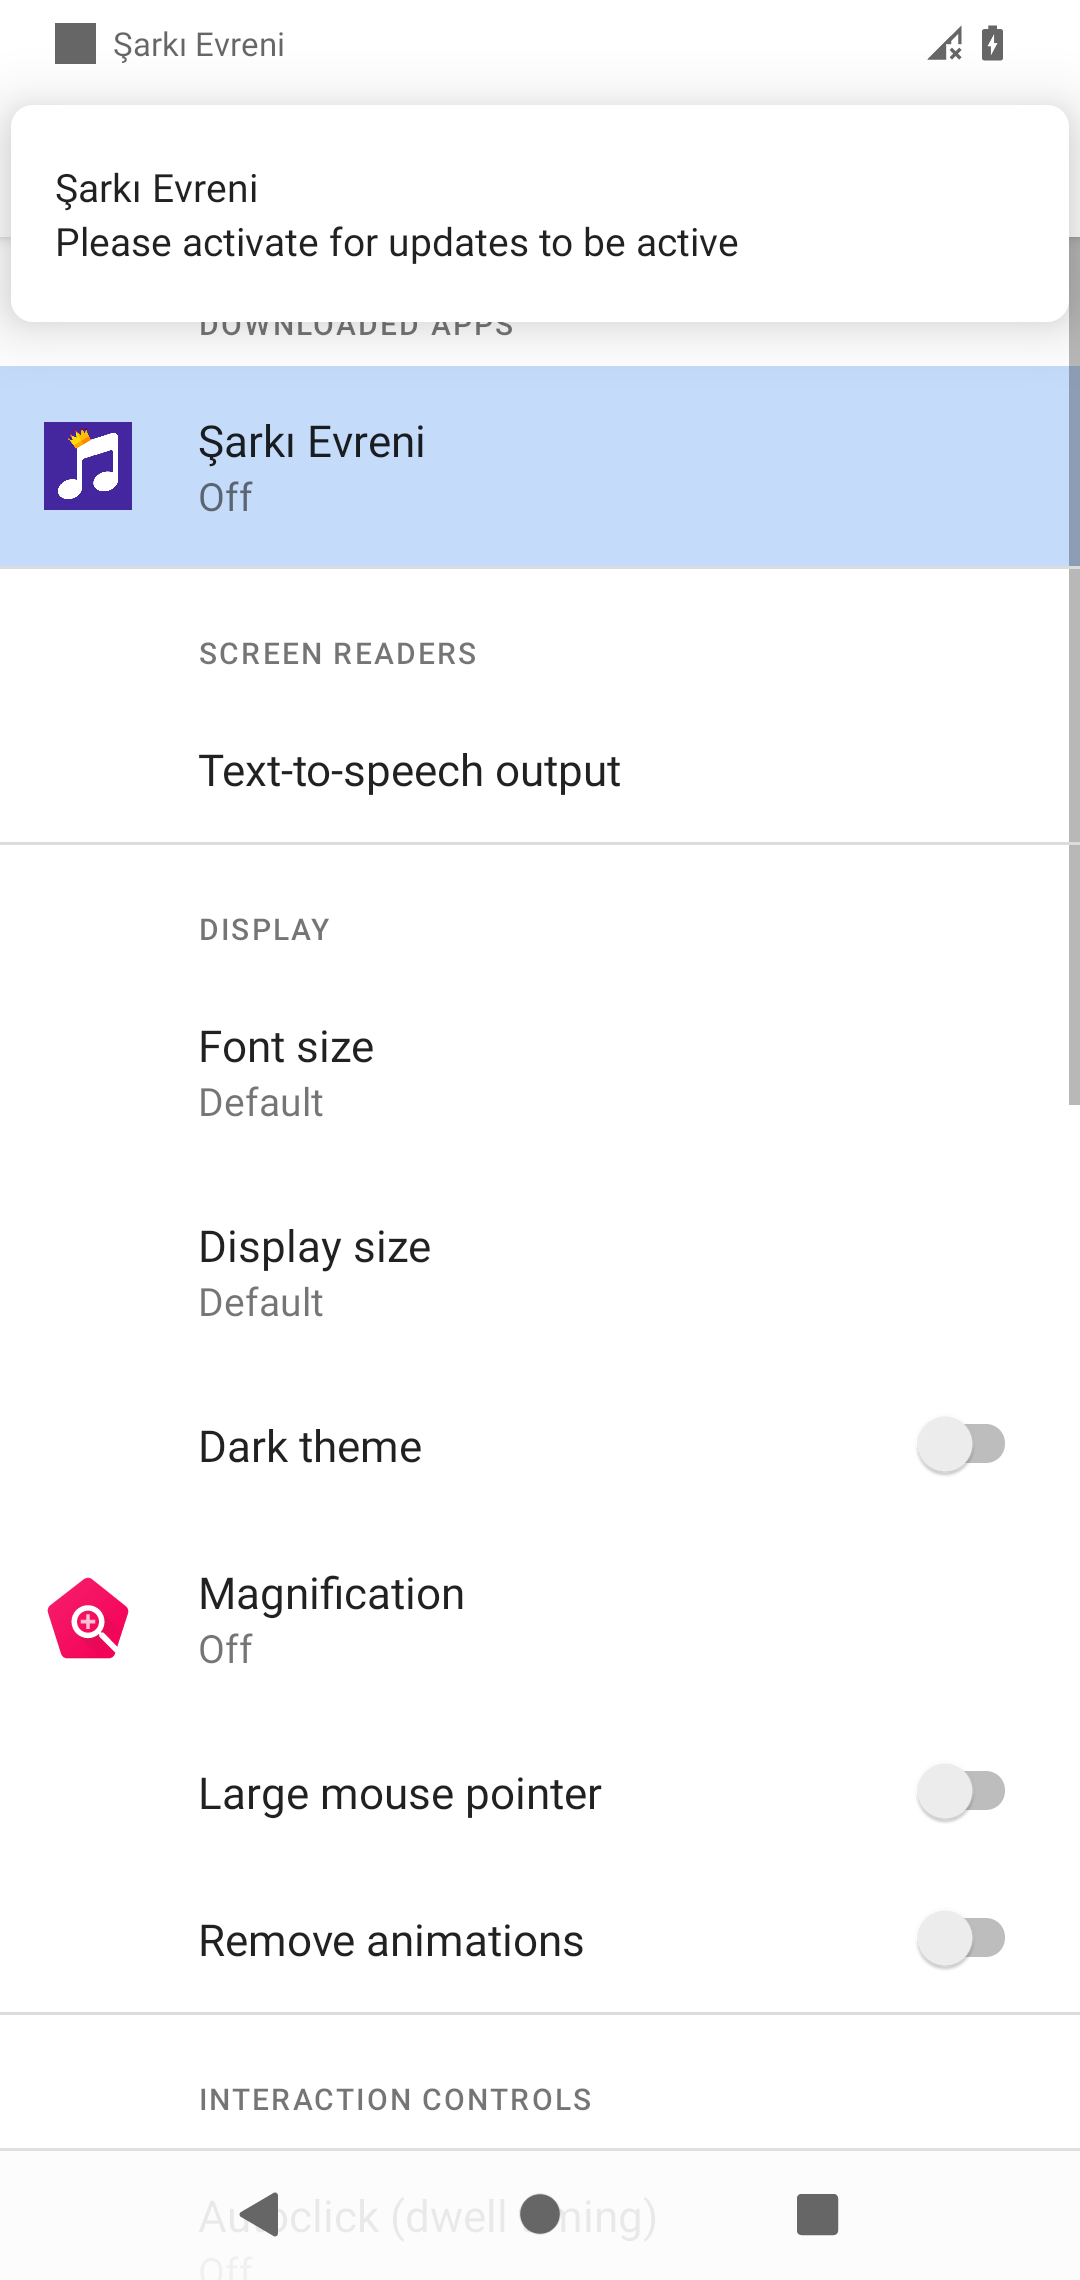 Şarkı Evreni
Şarkı Evreni
Please activate for updates to be active
DOWNLOADED APPS
Şarkı Evreni
Off
SCREEN READERS
Text-to-speech output
DISPLAY
Font size
Default
Display size
Default
Dark theme
Magnification
Off
Large mouse pointer
Remove animations
INTERACTION CONTROLS
(dwell
Off